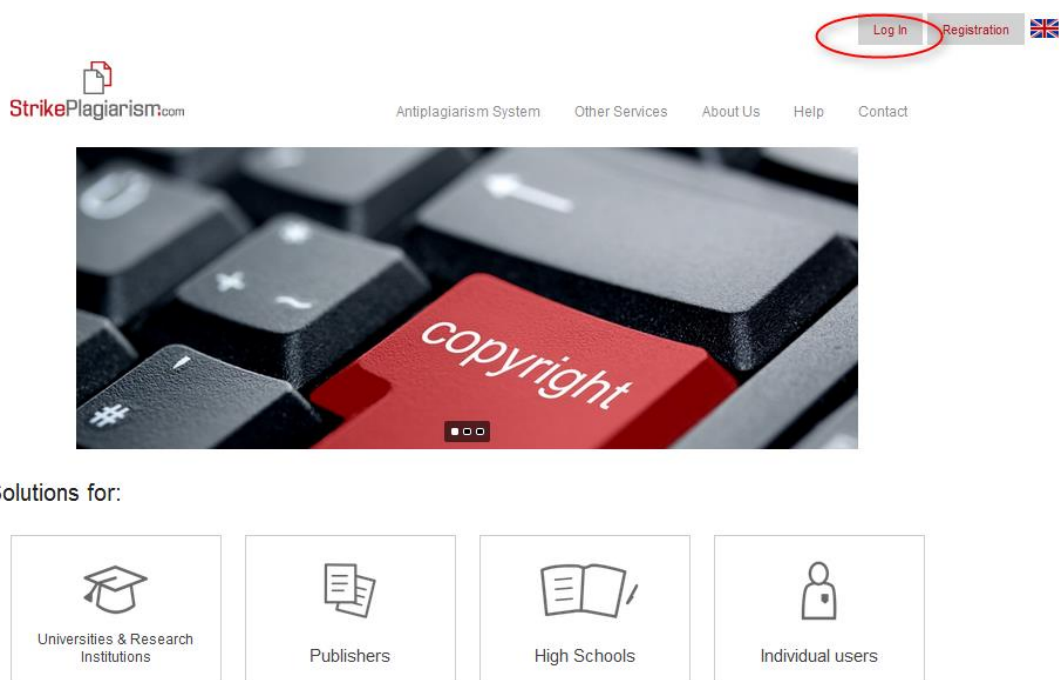 Log In Registration
StrikePlagiarism.com
Antiplagiarism System Other Services About Us Help Contact
* + ~
' #
copyright
Solutions for:
Universities & Research
Institutions
Publishers
High Schools
Individual users